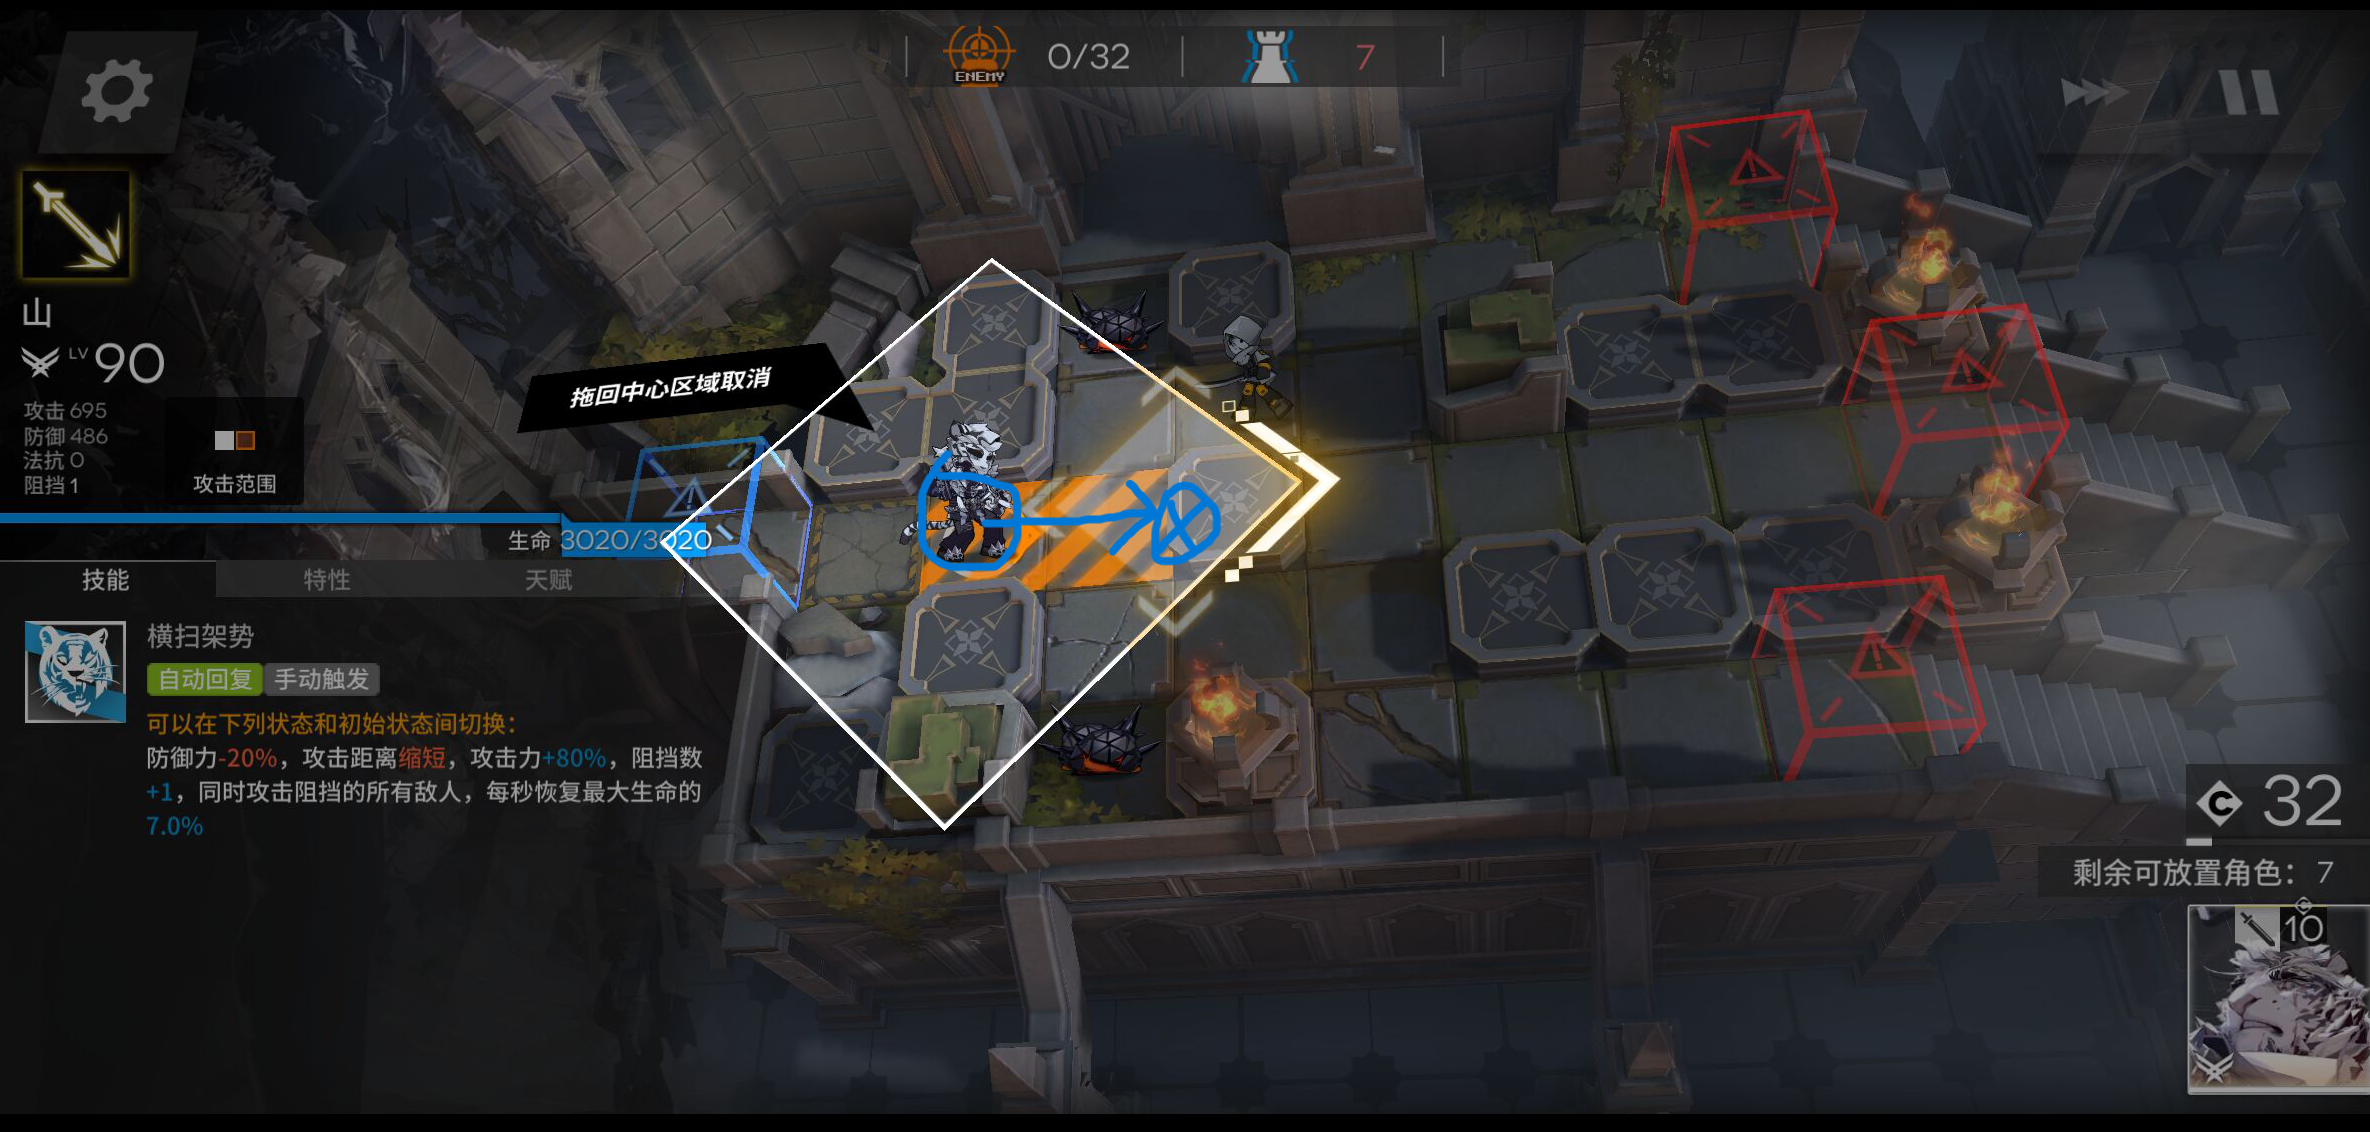 ENEMY
0/32
7
山
LV 90
攻击 695
防御 486
法抗 0
阻挡 1
攻击范围
拖回中心区域取消
生命 3020/3020
技能
特性
天赋
横扫架势
自动回复 手动触发
可以在下列状态和初始状态间切换：
防御力-20%，攻击距离缩短，攻击力+80%，阻挡数
+1，同时攻击阻挡的所有敌人，每秒恢复最大生命的
7.0%
C 32
剩余可放置角色：7
C
10